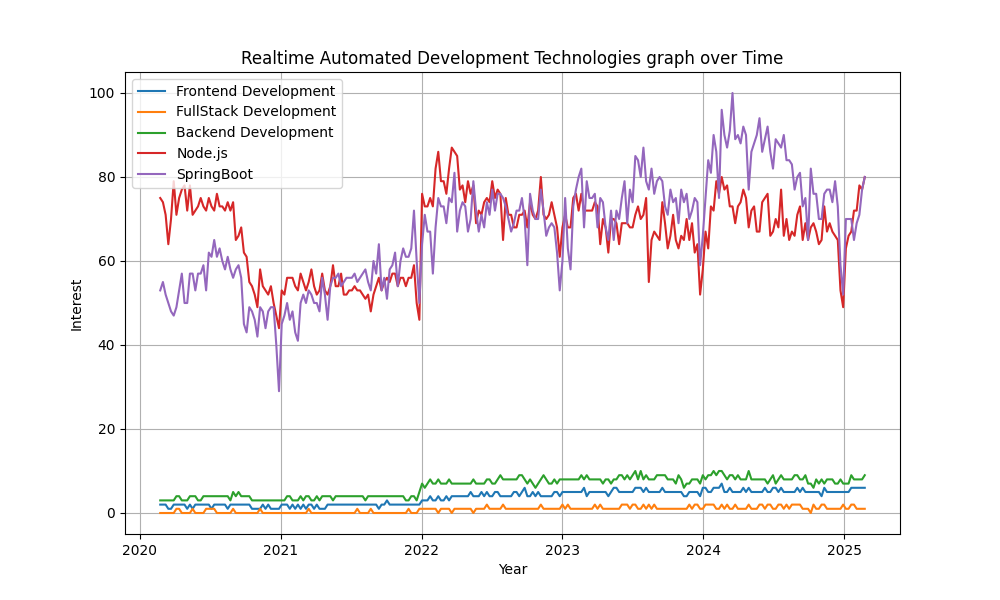 Realtime Automated Development Technologies graph over Time
Frontend Development
FullStack Development
Backend Development
Node.js
SpringBoot
100
80
60
40
20
0
Interest
2020 2021 2022 2023 2024 2025
Year